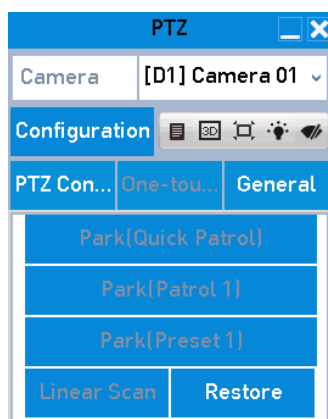 PTZ
Camera [D1] Camera 01
Configuration 3D
PTZ Con... One-tou... General
Park(Quick Patrol)
Park(Patrol 1)
Park(Preset 1)
Linear Scan Restore